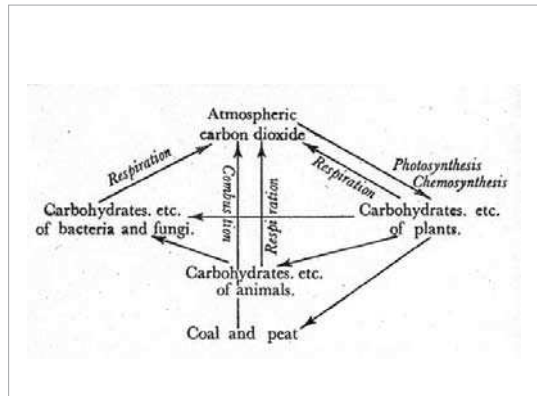 Atmospheric
carbon dioxide
Respiration
Combustion
Respiration
Respiration
Photosynthesis
Chemosynthesis
Carbohydrates. etc.
of bacteria and fungi.
Carbohydrates. etc.
of plants.
Carbohydrates. etc.
of animals.
Coal and peat